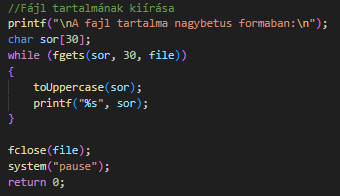 //Fájl tartalmának kiírása
printf("\nA fajl tartalma nagybetus formaban:\n");
char sor[30];
while (fgets(sor, 30, file))
{
toUppercase(sor);
printf("%s", sor);
}
fclose(file);
system("pause");
return 0;